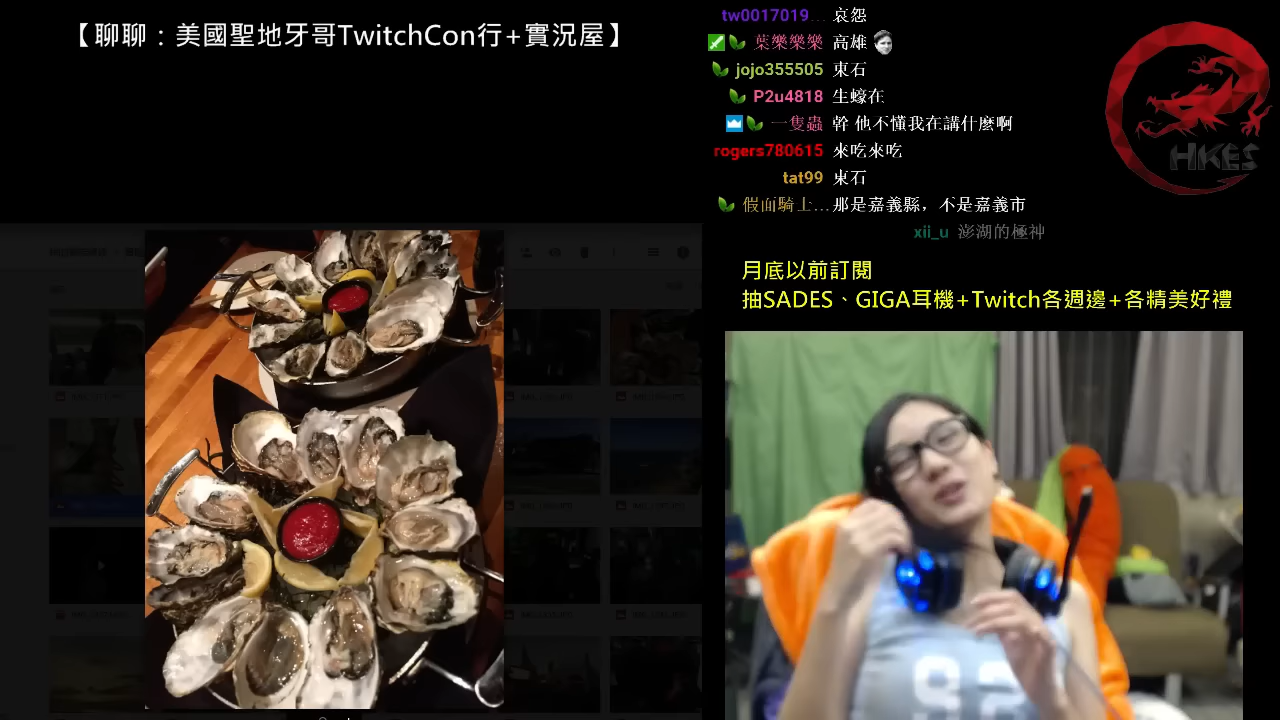 【聊聊：美國聖地牙哥TwitchCon行+實況屋】
tw0017019... 哀怨
葉樂樂樂 高雄
jojo355505 東石
P2u4818 生蠔在
一隻蟲 幹 他不懂我在講什麼啊
rogers780615 來吃來吃
tat99 東石
假面騎士... 那是嘉義縣，不是嘉義市
xii_u 澎湖的極神
HKES
月底以前訂閱
抽SADES、GIGA耳機+Twitch各週邊+各精美好禮